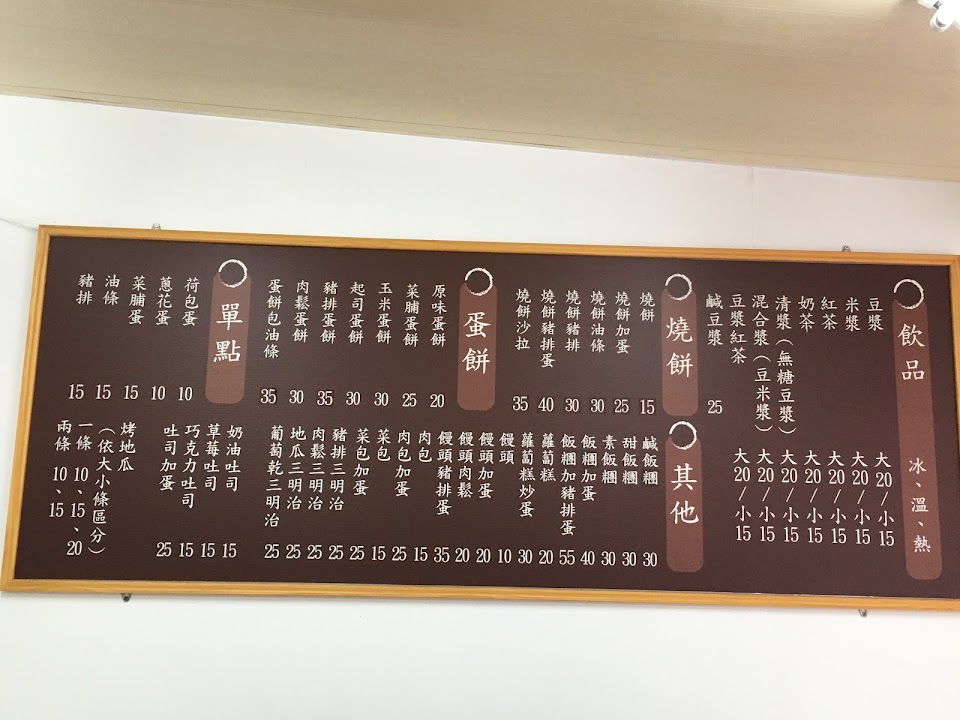 飲品 冰、溫、熱
豆漿 大20/小15
米漿 大20/小15
紅茶 大20/小15
奶茶 大20/小15
清漿(無糖豆漿) 大20/小15
混合漿(豆米漿) 大20/小15
豆漿紅茶 大20/小15
鹹豆漿 25
燒餅
燒餅 15
燒餅加蛋 25
燒餅油條 30
燒餅豬排 30
燒餅豬排蛋 40
燒餅沙拉 35
蛋餅
原味蛋餅 20
菜脯蛋餅 25
玉米蛋餅 30
起司蛋餅 30
豬排蛋餅 35
肉鬆蛋餅 30
蛋餅包油條 35
單點
荷包蛋 10
蔥花蛋 10
菜脯蛋 15
油條 15
豬排 15
其他
鹹飯糰 30
甜飯糰 30
素飯糰 30
飯糰加蛋 40
飯糰加豬排蛋 55
蘿蔔糕 20
蘿蔔糕炒蛋 30
饅頭 10
饅頭加蛋 20
饅頭肉鬆 20
饅頭豬排蛋 35
肉包 15
肉包加蛋 25
菜包 15
菜包加蛋 25
豬排三明治 25
肉鬆三明治 25
地瓜三明治 25
葡萄乾三明治 25
奶油吐司 15
草莓吐司 15
巧克力吐司 15
吐司加蛋 25
烤地瓜
(依大小條區分)
一條 10、15、20
兩條 10、15